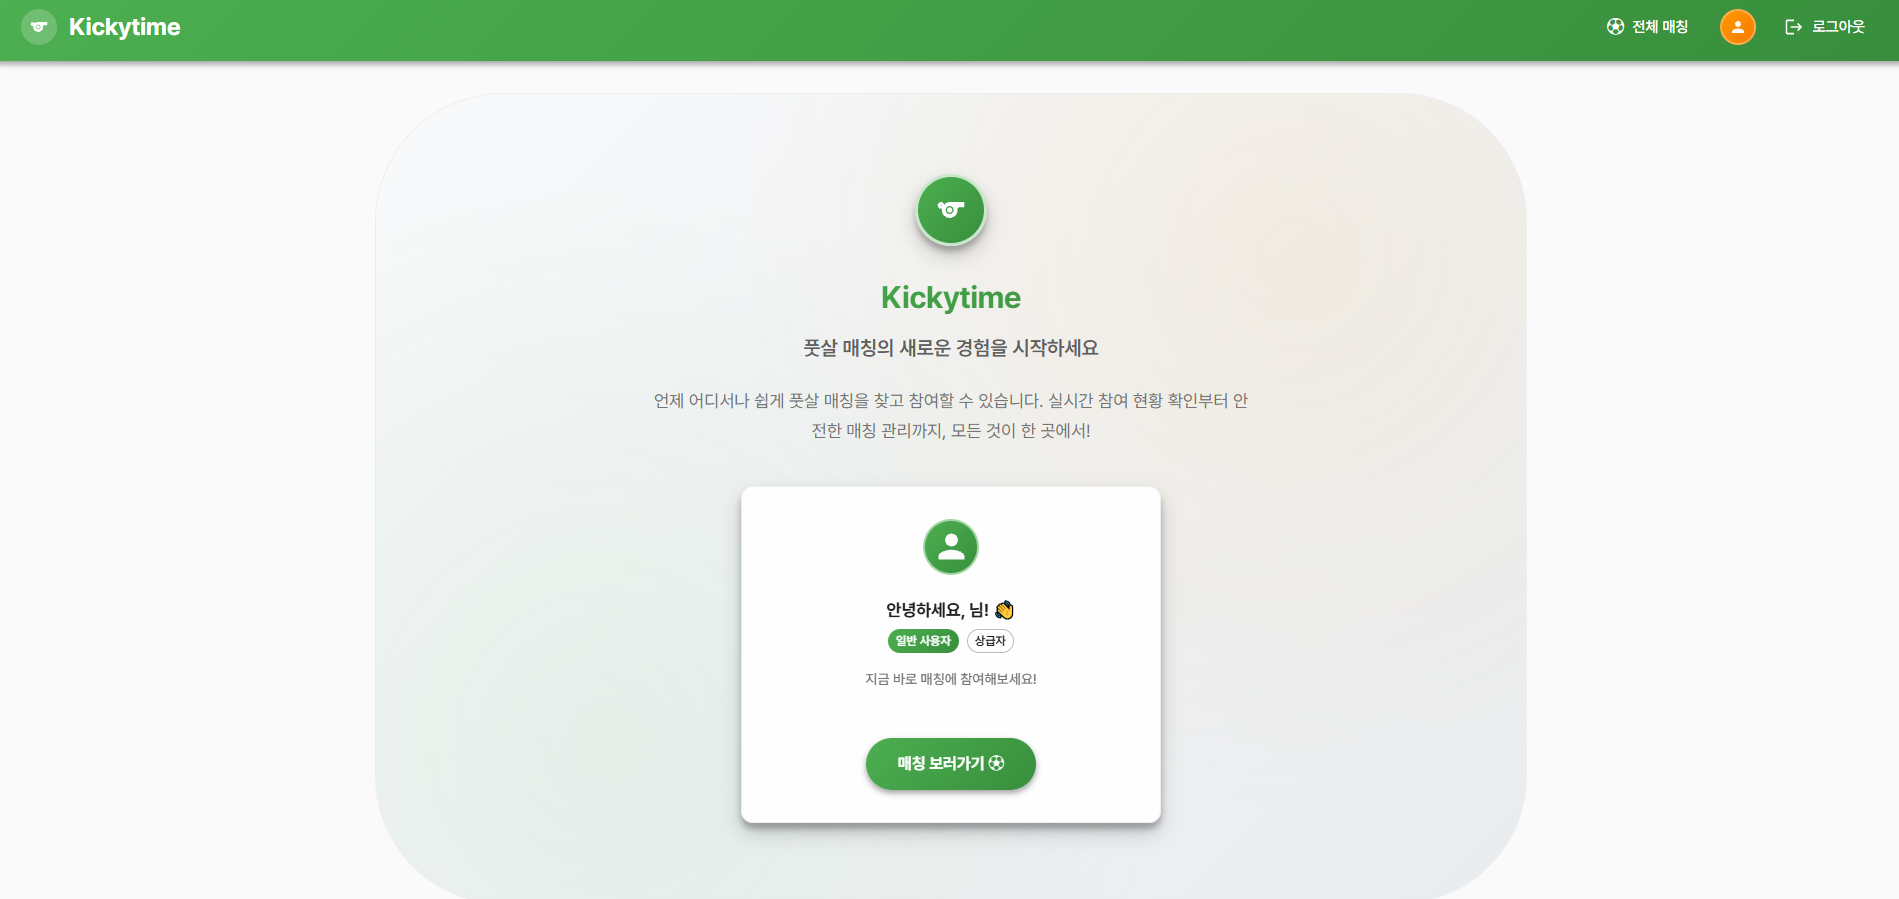 Kickytime
전체 매칭
로그아웃
Kickytime
풋살 매칭의 새로운 경험을 시작하세요
언제 어디서나 쉽게 풋살 매칭을 찾고 참여할 수 있습니다. 실시간 참여 현황 확인부터 안
전한 매칭 관리까지, 모든 것이 한 곳에서!
안녕하세요, 님! 👏
일반 사용자
상급자
지금 바로 매칭에 참여해보세요!
매칭 보러가기 ⚽